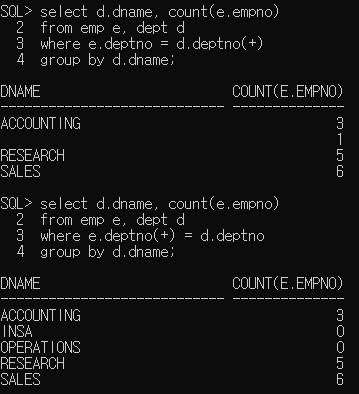 SQL> select d.dname, count(e.empno)
2 from emp e, dept d
3 where e.deptno = d.deptno(+)
4 group by d.dname;
DNAME COUNT(E.EMPNO)
---------------------------- --------------
ACCOUNTING 3
1
RESEARCH 5
SALES 6
SQL> select d.dname, count(e.empno)
2 from emp e, dept d
3 where e.deptno(+) = d.deptno
4 group by d.dname;
DNAME COUNT(E.EMPNO)
---------------------------- --------------
ACCOUNTING 3
INSA 0
OPERATIONS 0
RESEARCH 5
SALES 6